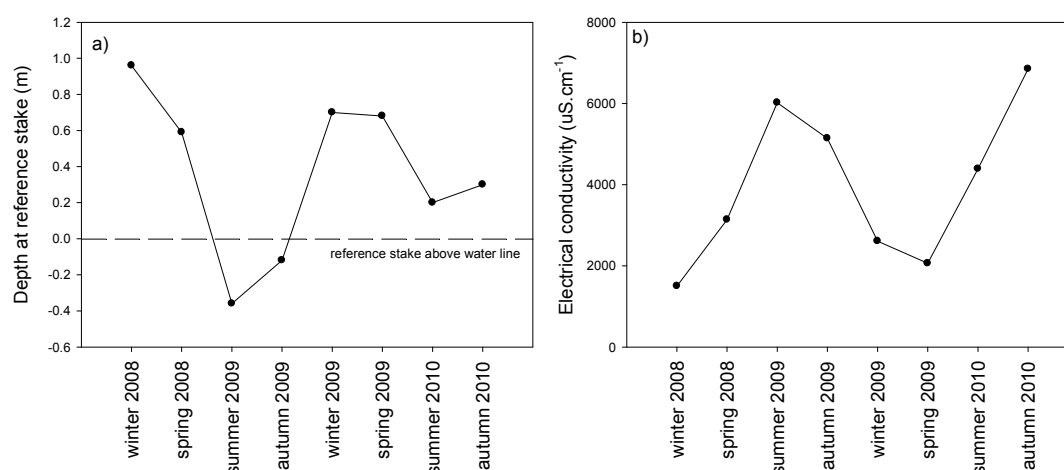 a)
Depth at reference stake (m)
1.2
1.0
0.8
0.6
0.4
0.2
0.0
-0.2
-0.4
-0.6
reference stake above water line
winter 2008
spring 2008
summer 2009
autumn 2009
winter 2009
spring 2009
summer 2010
autumn 2010
b)
Electrical conductivity (uS.cm⁻¹)
8000
6000
4000
2000
0
winter 2008
spring 2008
summer 2009
autumn 2009
winter 2009
spring 2009
summer 2010
autumn 2010